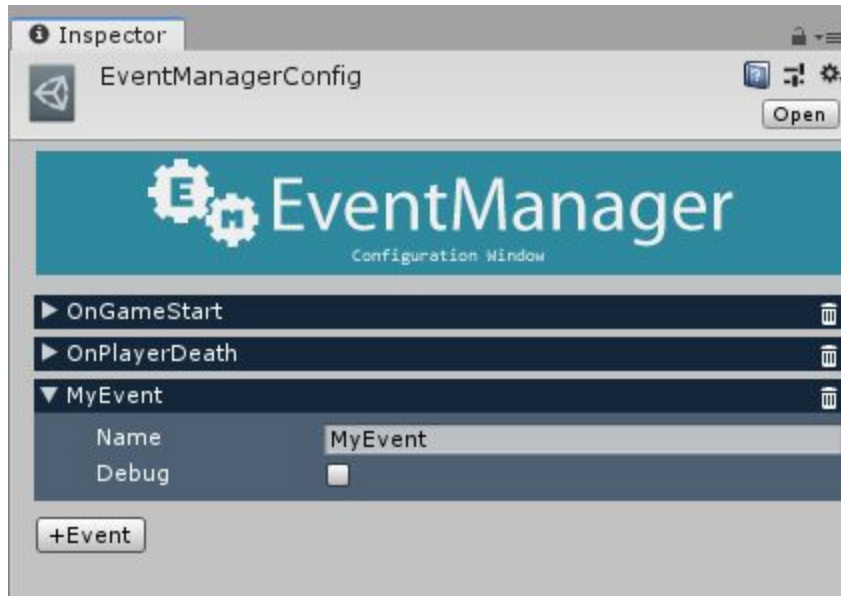 Inspector
EventManagerConfig
Open
E M EventManager
Configuration Window
OnGameStart
OnPlayerDeath
MyEvent
Name MyEvent
Debug
+Event